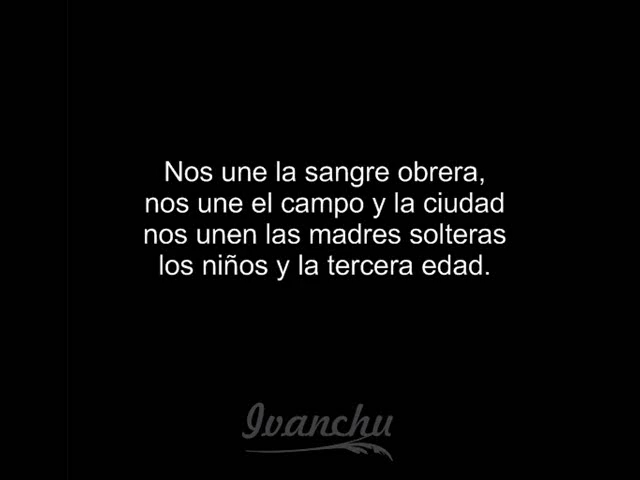 Nos une la sangre obrera,
nos une el campo y la ciudad
nos unen las madres solteras
los niños y la tercera edad.
Ivanchu